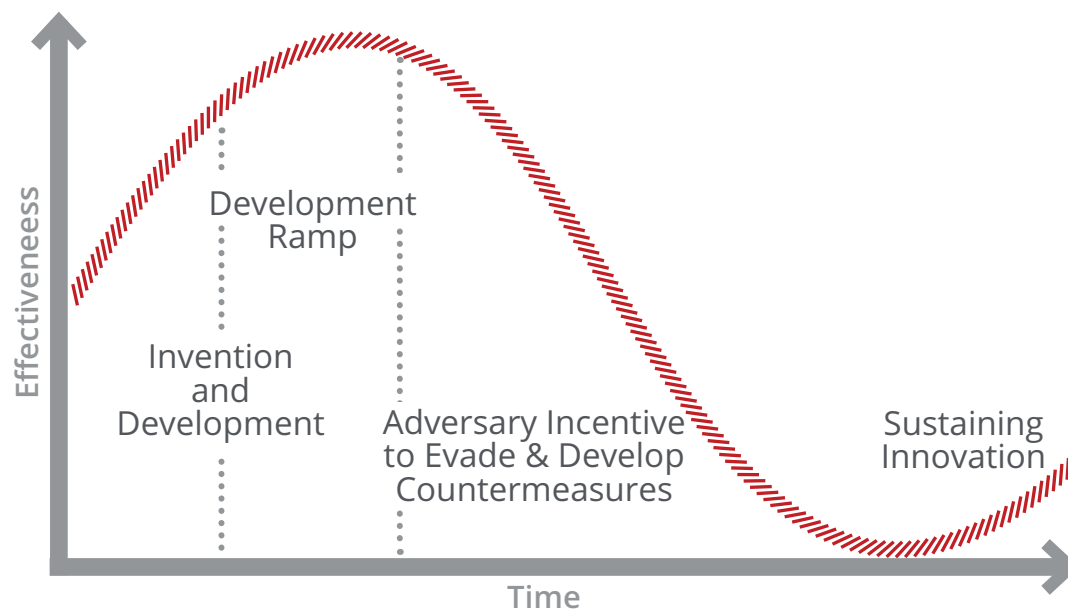 Effectiveneess
Development
Ramp
Invention
and
Development
Adversary Incentive
to Evade & Develop
Countermeasures
Sustaining
Innovation
Time